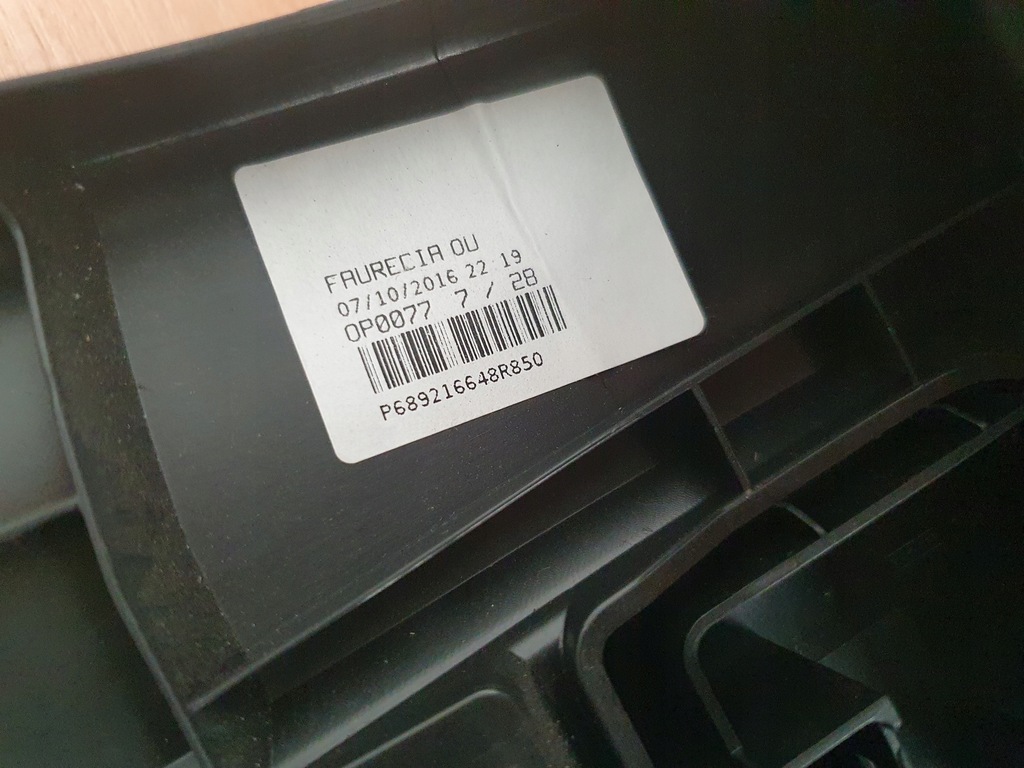 FAURECIA OU
07/10/2016 22 19
OP0077 7 / 28
P689216648R850